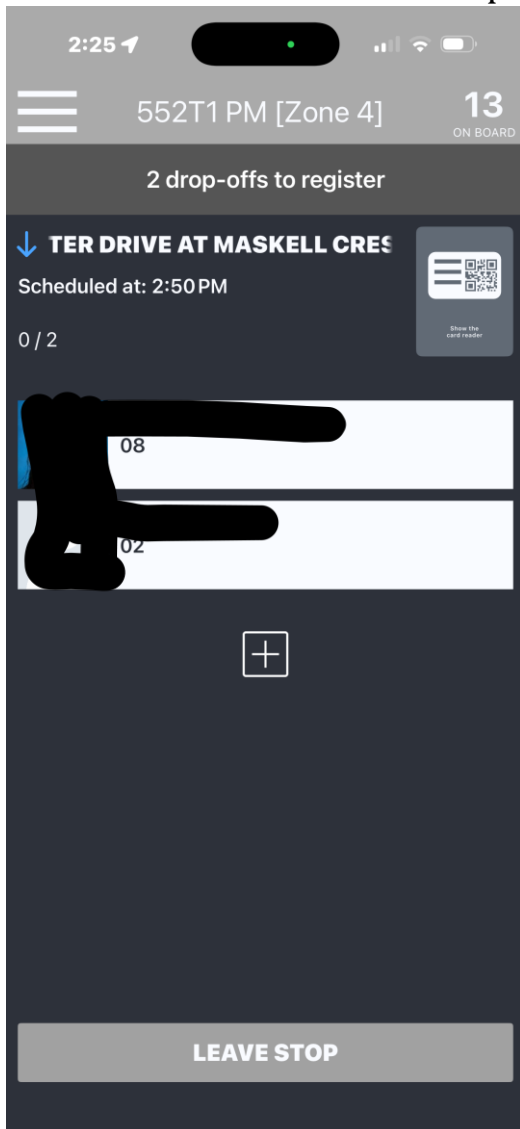 2:25
552T1 PM [Zone 4]
13
ON BOARD
2 drop-offs to register
TER DRIVE AT MASKELL CRES
Scheduled at: 2:50 PM
0 / 2
Show the
card reader
08
02
LEAVE STOP